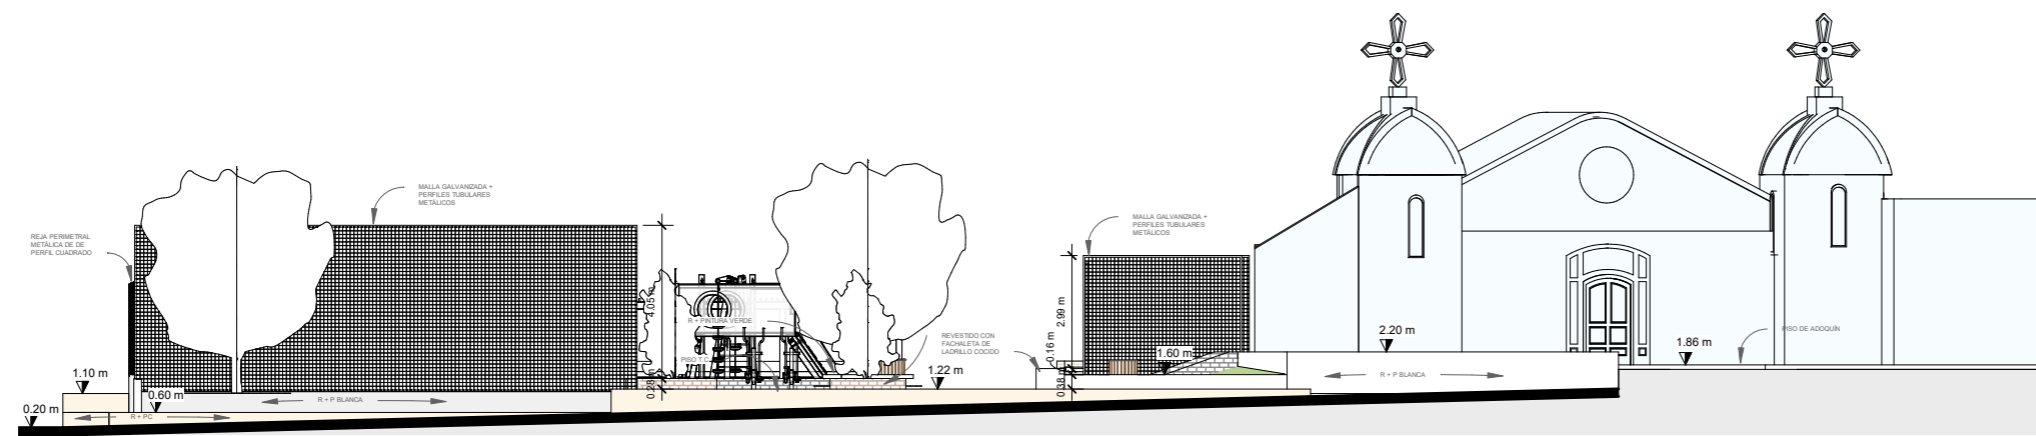 MALLA GALVANIZADA +
PERFILES TUBULARES
METÁLICOS
REJA PERIMETRAL
METÁLICA DE DE
PERFIL CUADRADO
1.10 m
0.60 m
0.20 m
R + PC
R + P BLANCA
4.05 m
0.28 m
R + PINTURA VERDE
PISO T.C.
REVESTIDO CON
FACHALETA DE
LADRILLO COCIDO
1.22 m
MALLA GALVANIZADA +
PERFILES TUBULARES
METÁLICOS
2.99 m
0.16 m
0.38 m
1.60 m
2.20 m
R + P BLANCA
1.86 m
PISO DE ADOQUÍN